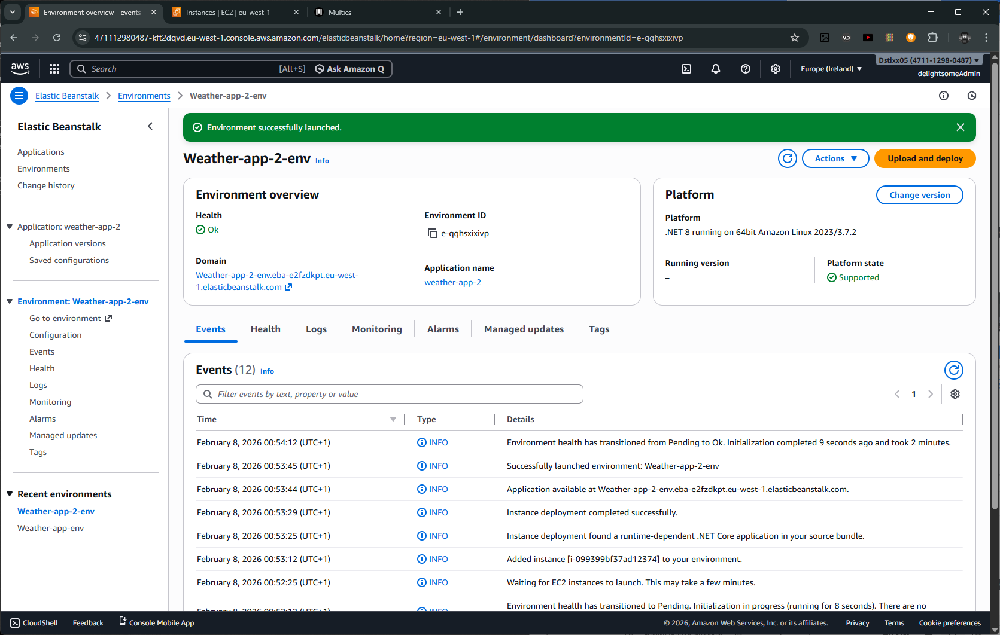 Environment overview - events
Instances | EC2 | eu-west-1
Multics
471112980487-kft2dqvd.eu-west-1.console.aws.amazon.com/elasticbeanstalk/home?region=eu-west-1#/environment/dashboard?environmentId=e-qqhsxixivp
aws
Search
[Alt+S]
Ask Amazon Q
Europe (Ireland)
Dstixx05 (4711-1298-0487)
delightsomeAdmin
Elastic Beanstalk
Environments
Weather-app-2-env
Elastic Beanstalk
Applications
Environments
Change history
Application: weather-app-2
Application versions
Saved configurations
Environment: Weather-app-2-env
Go to environment
Configuration
Events
Health
Logs
Monitoring
Alarms
Managed updates
Tags
Recent environments
Weather-app-2-env
Weather-app-env
Environment successfully launched.
Weather-app-2-env Info
Actions
Upload and deploy
Environment overview
Health
Ok
Domain
Weather-app-2-env.eba-e2fzdkpt.eu-west-
1.elasticbeanstalk.com
Environment ID
e-qqhsxixivp
Application name
weather-app-2
Platform
Change version
Platform
.NET 8 running on 64bit Amazon Linux 2023/3.7.2
Running version
–
Platform state
Supported
Events
Health
Logs
Monitoring
Alarms
Managed updates
Tags
Events (12) Info
Filter events by text, property or value
1
Time Type Details
February 8, 2026 00:54:12 (UTC+1) INFO Environment health has transitioned from Pending to Ok. Initialization completed 9 seconds ago and took 2 minutes.
February 8, 2026 00:53:45 (UTC+1) INFO Successfully launched environment: Weather-app-2-env
February 8, 2026 00:53:44 (UTC+1) INFO Application available at Weather-app-2-env.eba-e2fzdkpt.eu-west-1.elasticbeanstalk.com.
February 8, 2026 00:53:29 (UTC+1) INFO Instance deployment completed successfully.
February 8, 2026 00:53:25 (UTC+1) INFO Instance deployment found a runtime-dependent .NET Core application in your source bundle.
February 8, 2026 00:53:12 (UTC+1) INFO Added instance [i-099399bf37ad12374] to your environment.
February 8, 2026 00:52:25 (UTC+1) INFO Waiting for EC2 instances to launch. This may take a few minutes.
Environment health has transitioned to Pending. Initialization in progress (running for 8 seconds). There are no
CloudShell
Feedback
Console Mobile App
© 2026, Amazon Web Services, Inc. or its affiliates.
Privacy
Terms
Cookie preferences